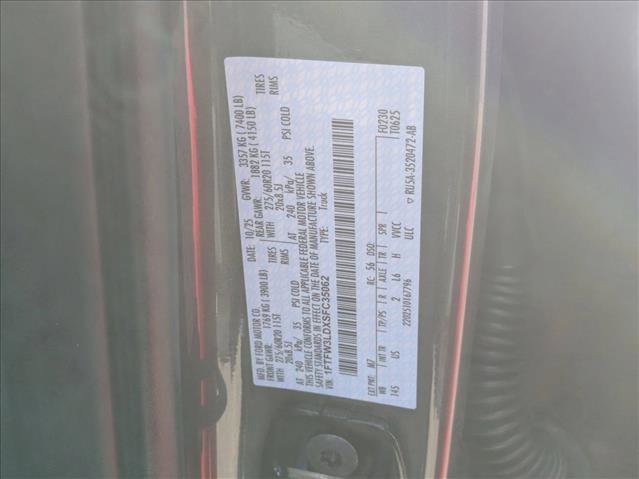 MFD. BY FORD MOTOR CO. DATE: 10/25 GVWR: 3357 KG ( 7400 LB)
FRONT GAWR: 1769 KG ( 3900 LB) REAR GAWR: 1882 KG ( 4150 LB)
WITH 275/60R20 115T TIRES WITH 275/60R20 115T TIRES
20x8.5J RIMS 20x8.5J RIMS
AT 240 kPa/ 35 PSI COLD AT 240 kPa/ 35 PSI COLD
THIS VEHICLE CONFORMS TO ALL APPLICABLE FEDERAL MOTOR VEHICLE
SAFETY STANDARDS IN EFFECT ON THE DATE OF MANUFACTURE SHOWN ABOVE.
VIN: 1FTFW3LDXSFC35062 TYPE: Truck
EXT PNT: M7 RC: 56 DSO: F0230
WB INT TR TP/PS R AXLE TR SPR T0625
145 US 2 L6 H VVCC
2202510167796 ULC RU5A-3520472-AB